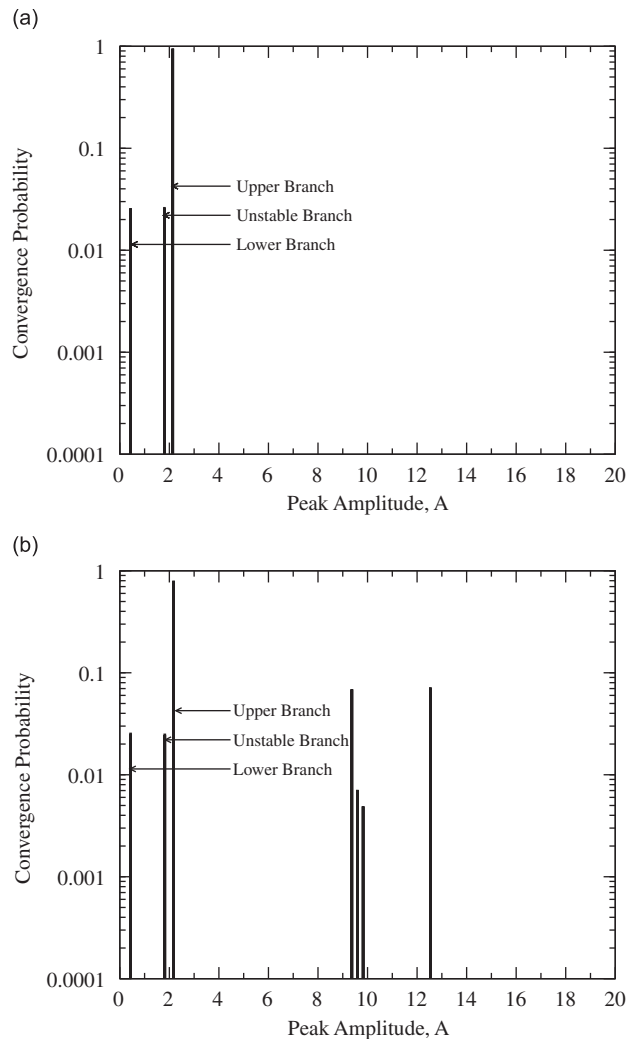 (a)
1
0.1
0.01
0.001
0.0001
Convergence Probability
Upper Branch
Unstable Branch
Lower Branch
0 2 4 6 8 10 12 14 16 18 20
Peak Amplitude, A
(b)
1
0.1
0.01
0.001
0.0001
Convergence Probability
Upper Branch
Unstable Branch
Lower Branch
0 2 4 6 8 10 12 14 16 18 20
Peak Amplitude, A